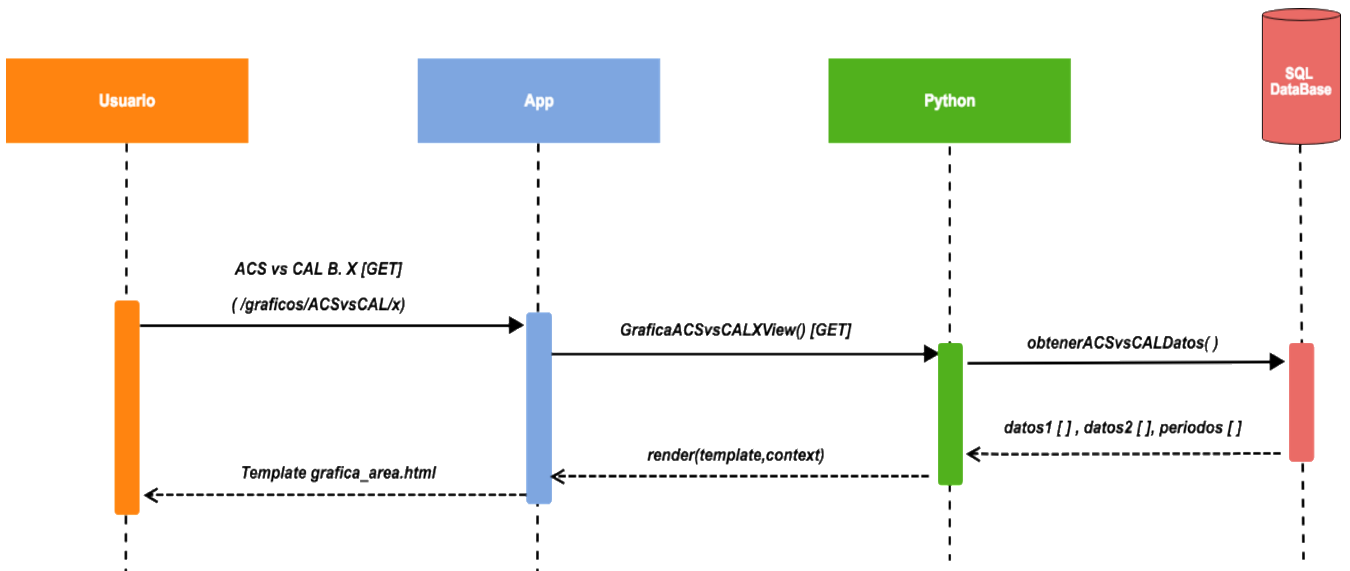 Usuario
App
Python
SQL
DataBase
ACS vs CAL B. X [GET]
( /graficos/ACSvsCAL/x)
GraficaACSvsCALXView() [GET]
obtenerACSvsCALDatos( )
datos1 [ ] , datos2 [ ], periodos [ ]
render(template,context)
Template grafica_area.html